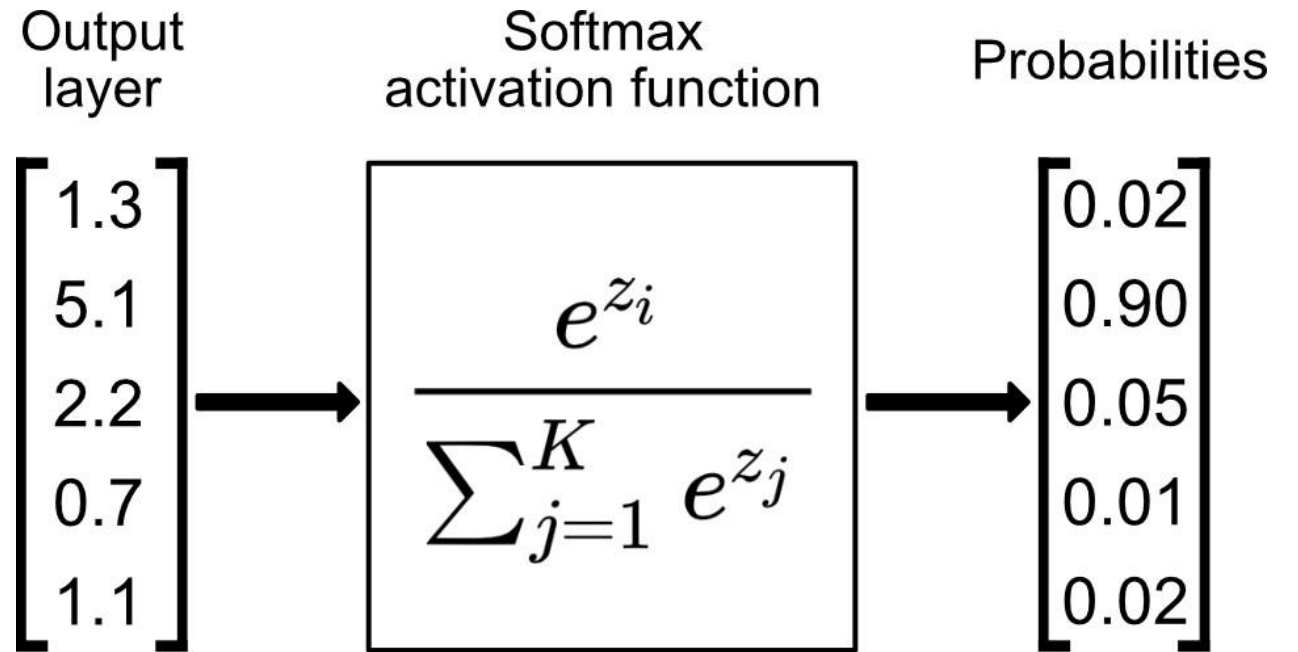 Output
layer
Softmax
activation function
Probabilities
1.3
5.1
2.2
0.7
1.1
e^{z_i}
∑_{j=1}^{K} e^{z_j}
0.02
0.90
0.05
0.01
0.02